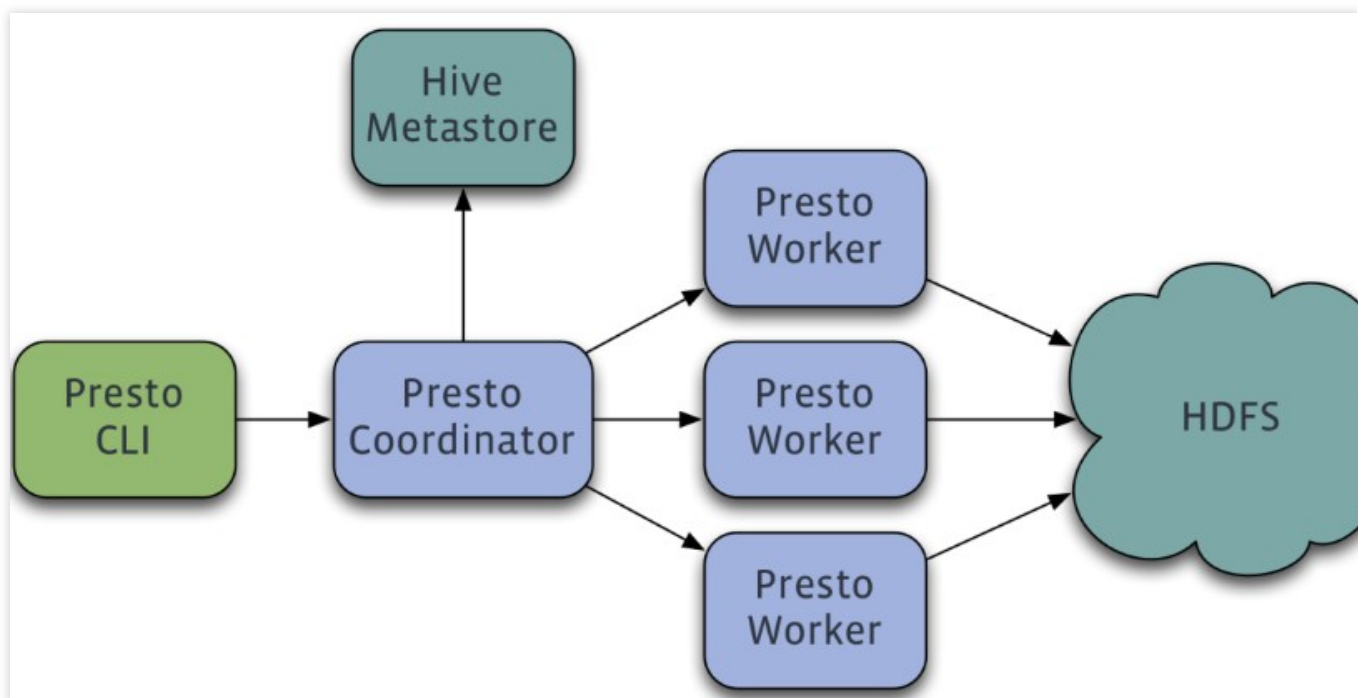 Hive
Metastore
Presto
Worker
Presto
CLI
Presto
Coordinator
Presto
Worker
HDFS
Presto
Worker